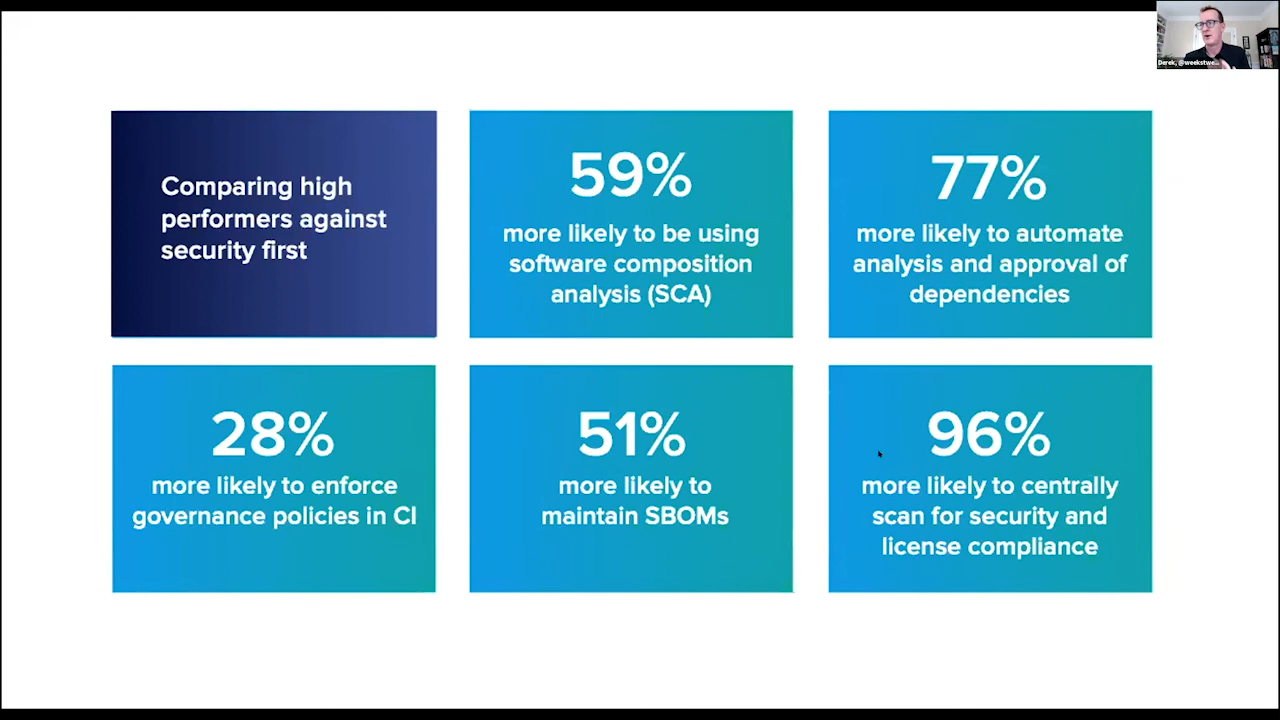 Derek, @weekstwe...
Comparing high
performers against
security first
59%
more likely to be using
software composition
analysis (SCA)
77%
more likely to automate
analysis and approval of
dependencies
28%
more likely to enforce
governance policies in CI
51%
more likely to
maintain SBOMs
96%
more likely to centrally
scan for security and
license compliance